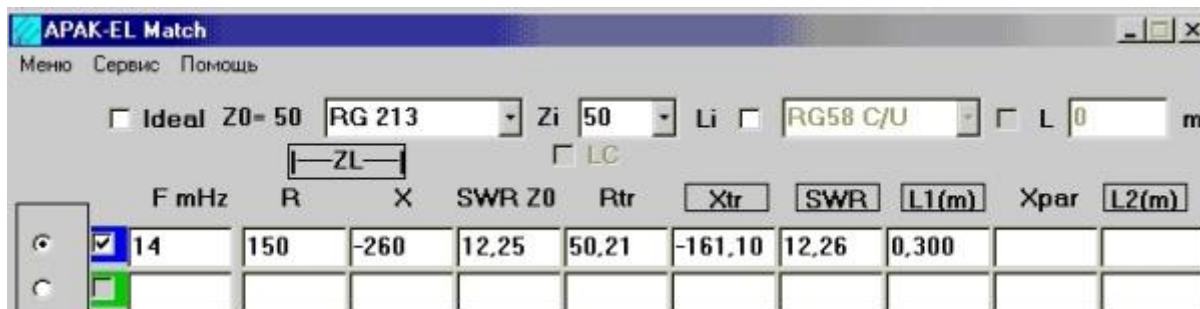 APAK-EL Match
Меню Сервис Помощь
Ideal Z0= 50 RG 213 Zi 50 Li RG58 C/U L 0 m
ZL LC
F mHz R X SWR Z0 Rtr Xtr SWR L1(m) Xpar L2(m)
14 150 -260 12,25 50,21 -161,10 12,26 0,300